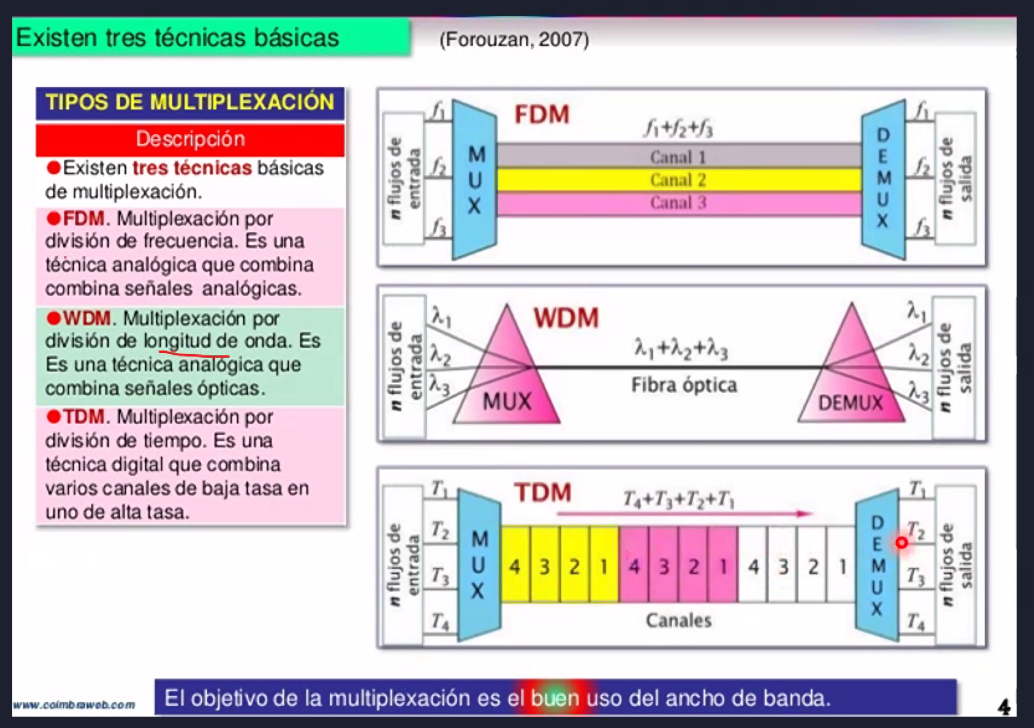 Existen tres técnicas básicas
(Forouzan, 2007)
TIPOS DE MULTIPLEXACIÓN
Descripción
●Existen tres técnicas básicas
de multiplexación.
●FDM. Multiplexación por
división de frecuencia. Es una
técnica analógica que combina
combina señales analógicas.
●WDM. Multiplexación por
división de longitud de onda. Es
Es una técnica analógica que
combina señales ópticas.
●TDM. Multiplexación por
división de tiempo. Es una
técnica digital que combina
varios canales de baja tasa en
uno de alta tasa.
FDM
n flujos de
entrada
f₁
f₂
f₃
MUX
f₁+f₂+f₃
Canal 1
Canal 2
Canal 3
DEMUX
f₁
f₂
f₃
n flujos de
salida
WDM
n flujos de
entrada
λ₁
λ₂
λ₃
MUX
λ₁+λ₂+λ₃
Fibra óptica
DEMUX
λ₁
λ₂
λ₃
n flujos de
salida
TDM
n flujos de
entrada
T₁
T₂
T₃
T₄
MUX
T₄+T₃+T₂+T₁
4 3 2 1 4 3 2 1 4 3 2 1
Canales
DEMUX
T₁
T₂
T₃
T₄
n flujos de
salida
El objetivo de la multiplexación es el buen uso del ancho de banda.
www.coimbraweb.com
4